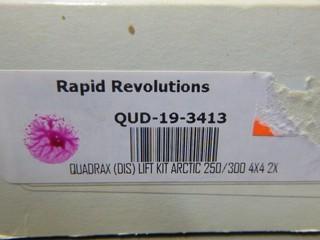 Rapid Revolutions
QUD-19-3413
QUADRAX (DIS) LIFT KIT ARCTIC 250/300 4X4 2X